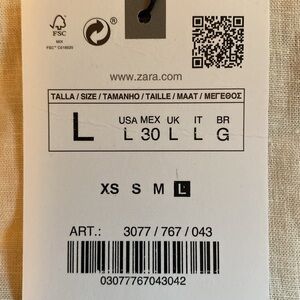 FSC
MIX
www.zara.com
TALLA / SIZE / TAMANHO / TAILLE / MAAT / ΜΕΓΕΘΟΣ
USA MEX UK IT BR
L L 30 L L G
XS S M L
ART.: 3077 / 767 / 043
03077767043042